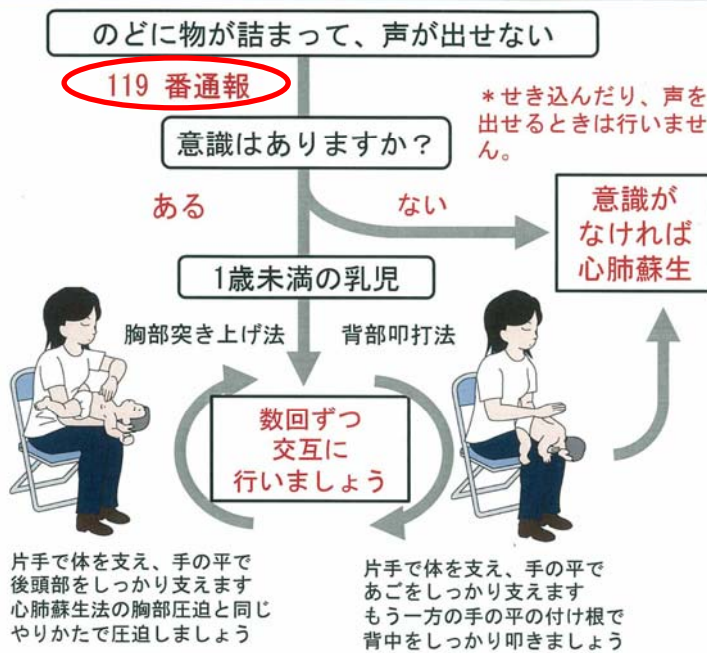 のどに物が詰まって、声が出せない
119 番通報
＊せき込んだり、声を
出せるときは行いませ
ん。
意識はありますか？
ある
ない
意識が
なければ
心肺蘇生
1歳未満の乳児
胸部突き上げ法
背部叩打法
数回ずつ
交互に
行いましょう
片手で体を支え、手の平で
後頭部をしっかり支えます
心肺蘇生法の胸部圧迫と同じ
やりかたで圧迫しましょう
片手で体を支え、手の平で
あごをしっかり支えます
もう一方の手の平の付け根で
背中をしっかり叩きましょう